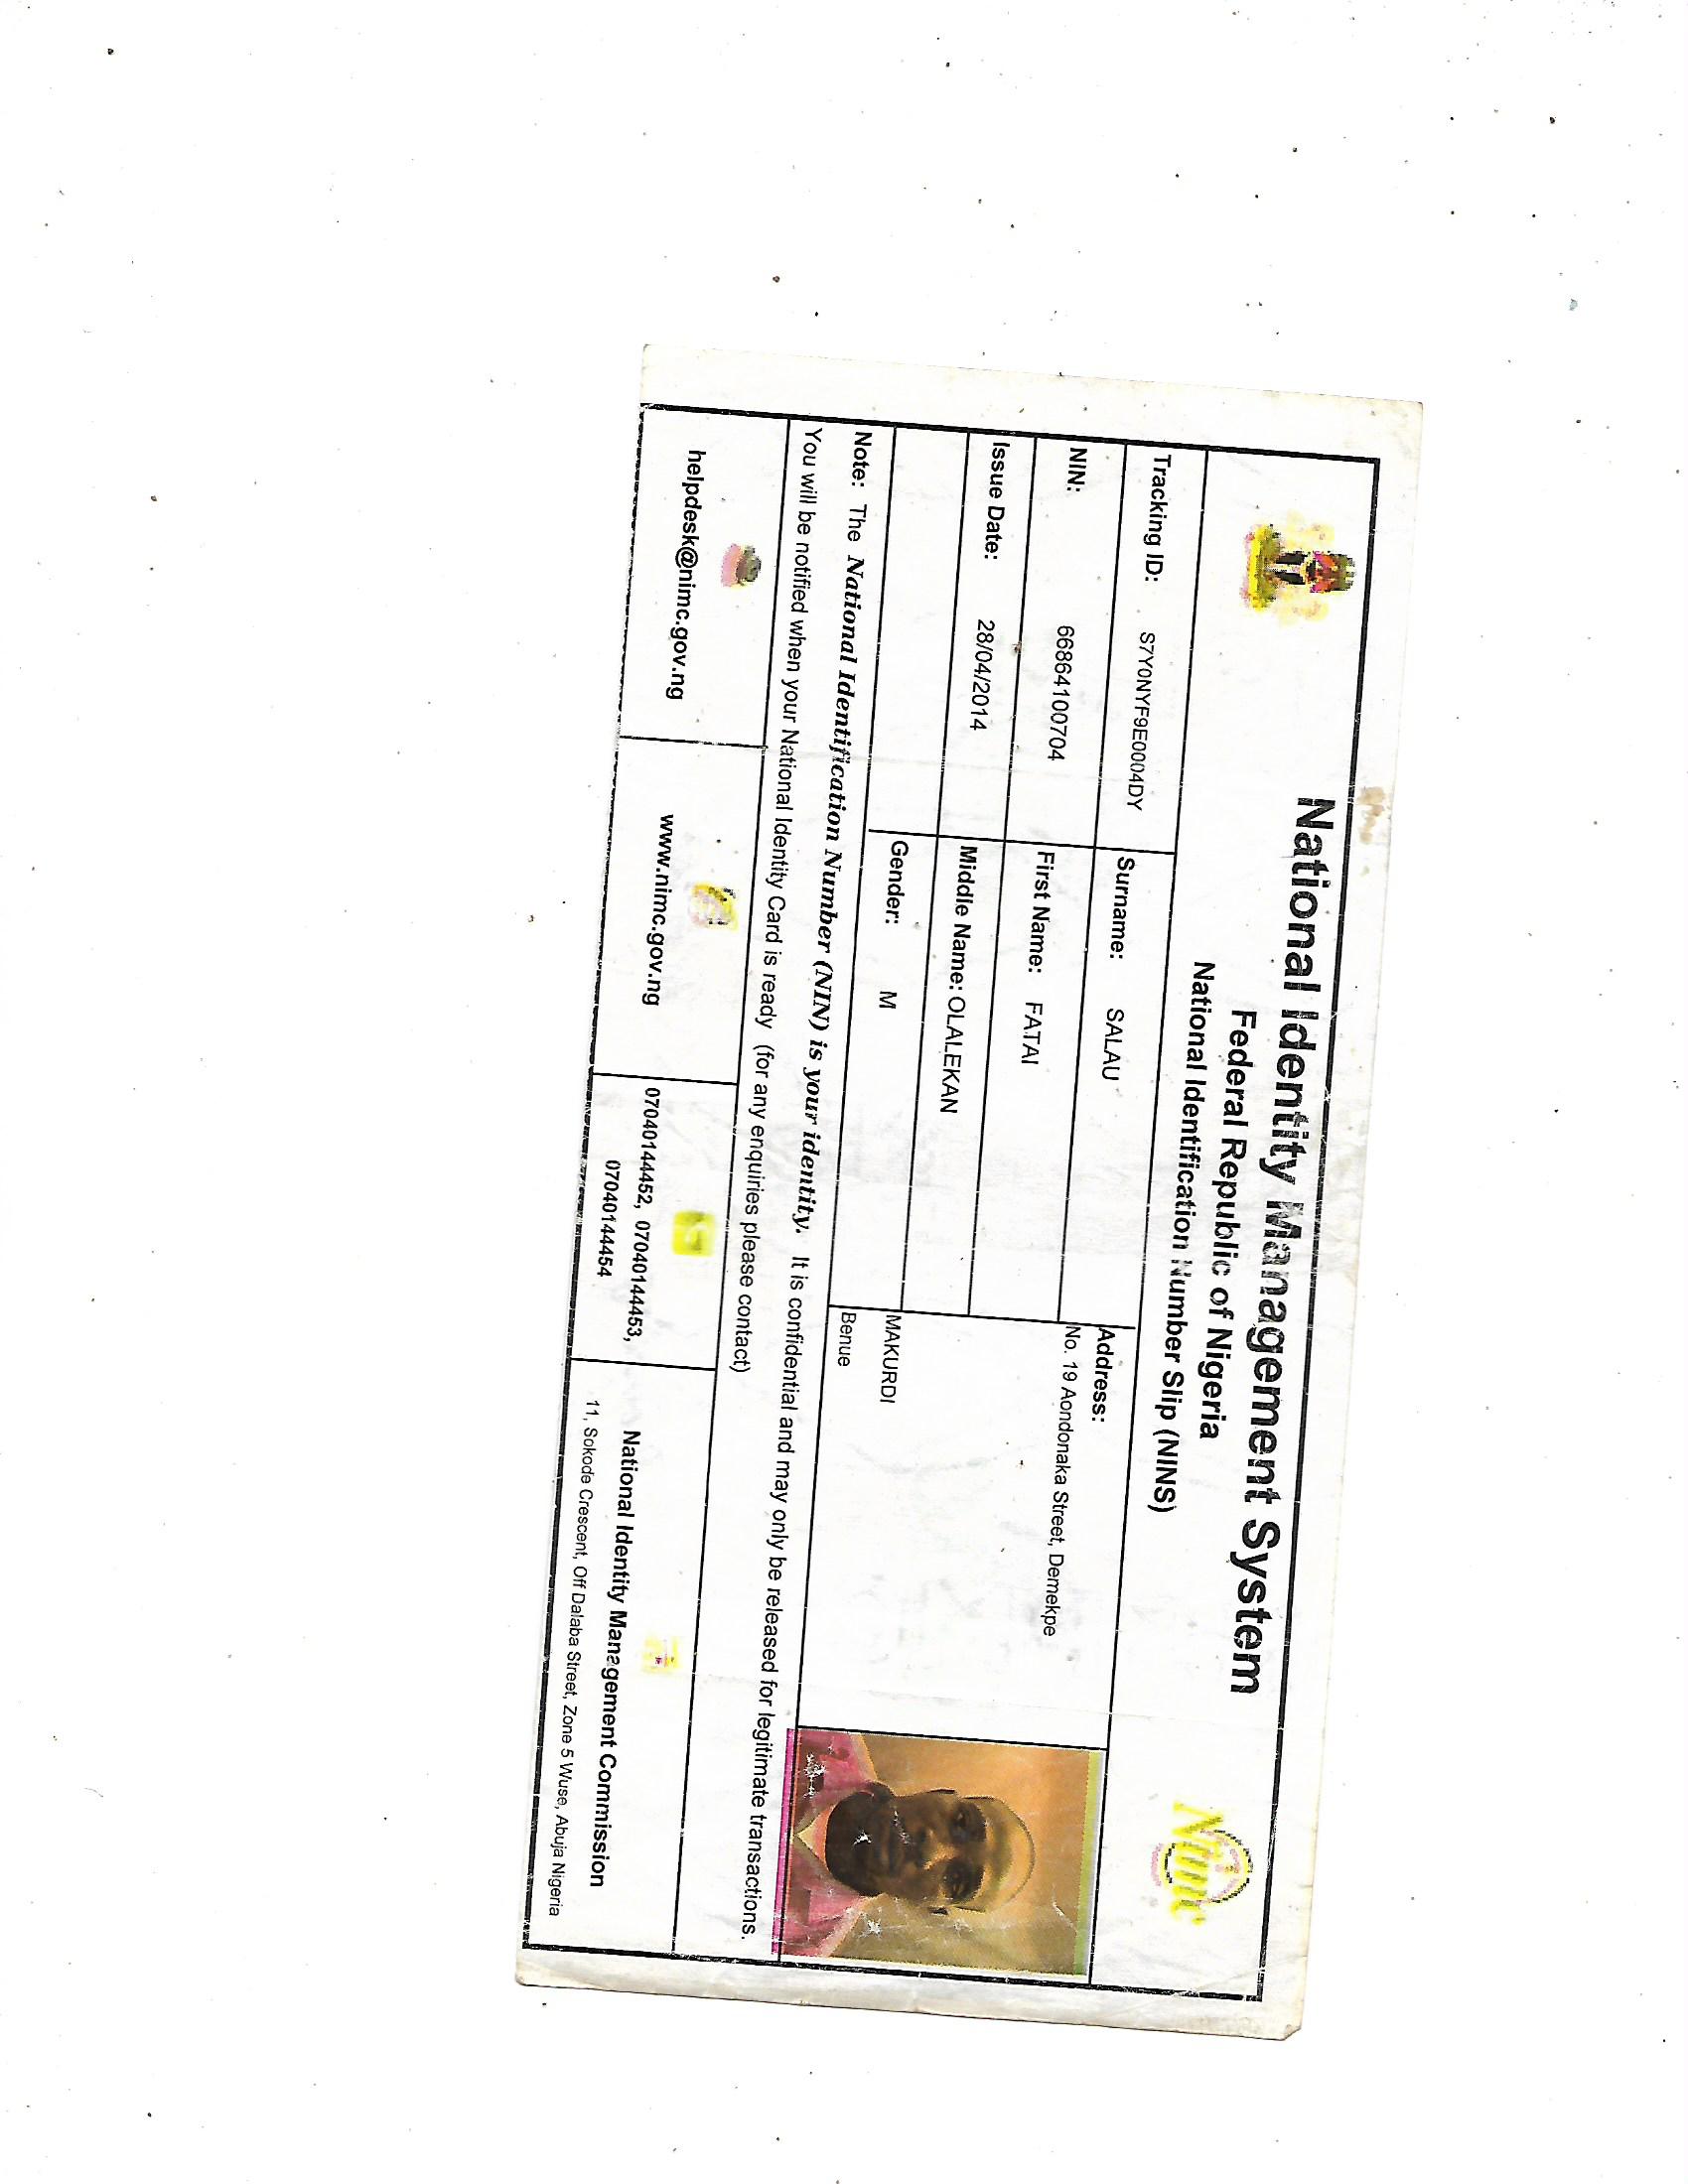 National Identity Management System
Federal Republic of Nigeria
National Identification Number Slip (NINS)
Nimc
Tracking ID: S7Y0NYF9E0004DY
Surname: SALAU
Address:
No. 19 Aondonaka Street, Demekpe
NIN: 66864100704
First Name: FATAI
Issue Date: 28/04/2014
Middle Name: OLALEKAN
MAKURDI
Gender: M
Benue
Note: The National Identification Number (NIN) is your identity. It is confidential and may only be released for legitimate transactions.
You will be notified when your National Identity Card is ready (for any enquiries please contact)
helpdesk@nimc.gov.ng
www.nimc.gov.ng
07040144452, 07040144453,
07040144454
National Identity Management Commission
11, Sokode Crescent, Off Dalaba Street, Zone 5 Wuse, Abuja Nigeria